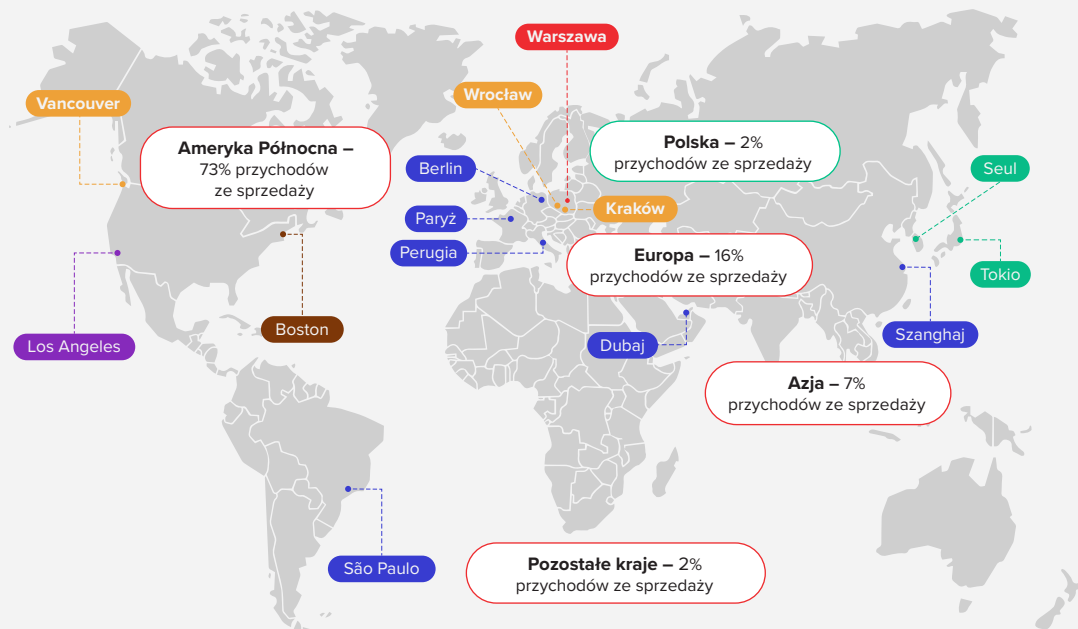 Warszawa
Vancouver
Wrocław
Ameryka Północna –
73% przychodów
ze sprzedaży
Polska – 2%
przychodów ze sprzedaży
Berlin
Seul
Paryż
Kraków
Perugia
Europa – 16%
przychodów ze sprzedaży
Tokio
Boston
Los Angeles
Dubaj
Szanghaj
Azja – 7%
przychodów ze sprzedaży
São Paulo
Pozostałe kraje – 2%
przychodów ze sprzedaży